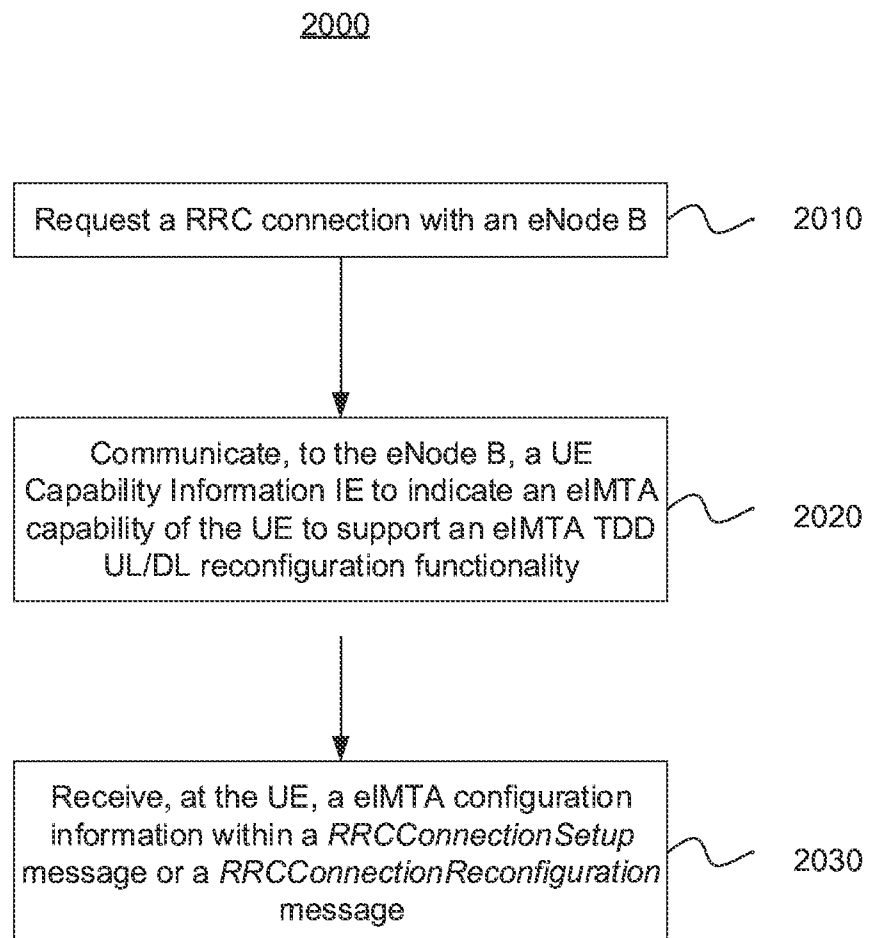 2000
Request a RRC connection with an eNode B
2010
Communicate, to the eNode B, a UE
Capability Information IE to indicate an eIMTA
capability of the UE to support an eIMTA TDD
UL/DL reconfiguration functionality
2020
Receive, at the UE, a eIMTA configuration
information within a RRCConnectionSetup
message or a RRCConnectionReconfiguration
message
2030